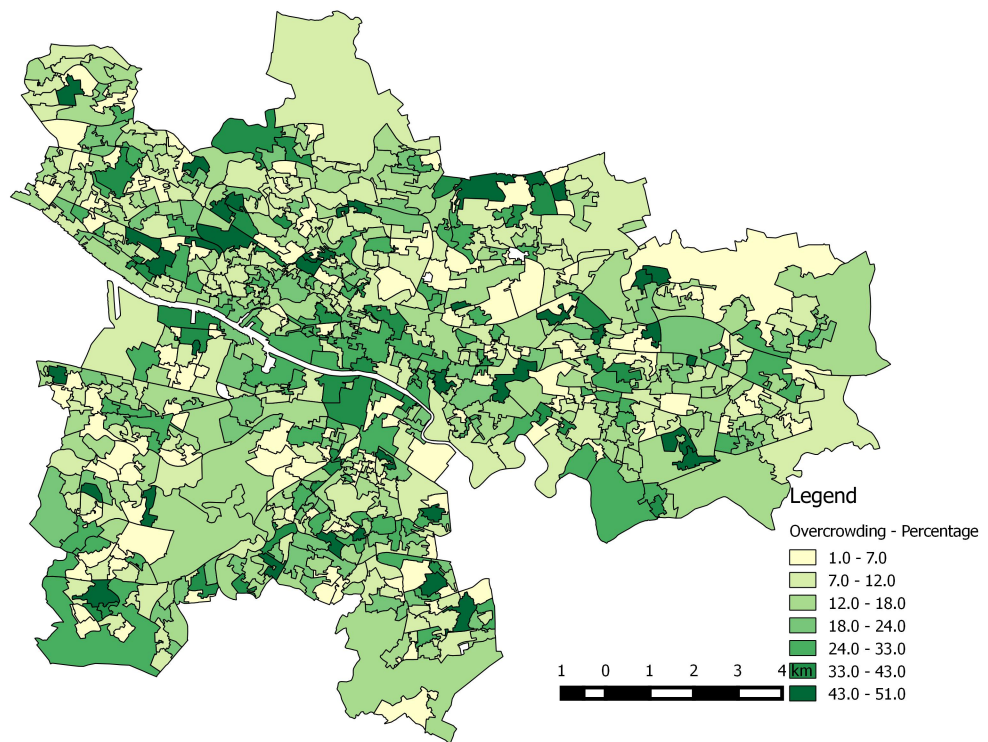 Legend
Overcrowding - Percentage
1.0 - 7.0
7.0 - 12.0
12.0 - 18.0
18.0 - 24.0
24.0 - 33.0
33.0 - 43.0
43.0 - 51.0
1 0 1 2 3 4 km